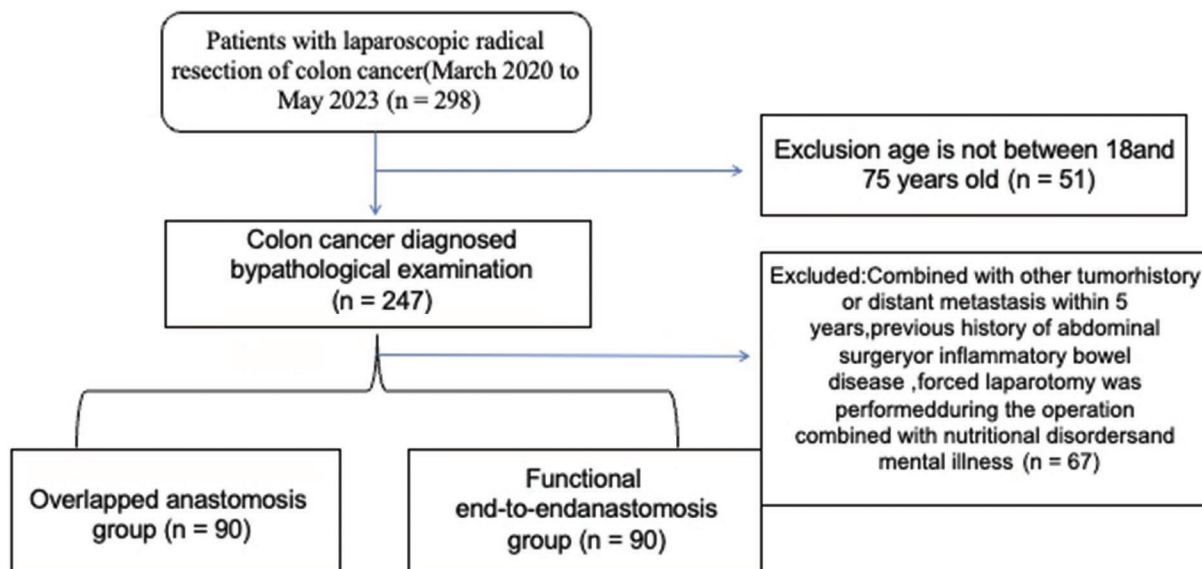 Patients with laparoscopic radical
resection of colon cancer(March 2020 to
May 2023 (n = 298)
Exclusion age is not between 18and
75 years old (n = 51)
Colon cancer diagnosed
bypathological examination
(n = 247)
Excluded:Combined with other tumorhistory
or distant metastasis within 5
years,previous history of abdominal
surgeryor inflammatory bowel
disease ,forced laparotomy was
performedduring the operation
combined with nutritional disordersand
mental illness (n = 67)
Overlapped anastomosis
group (n = 90)
Functional
end-to-endanastomosis
group (n = 90)